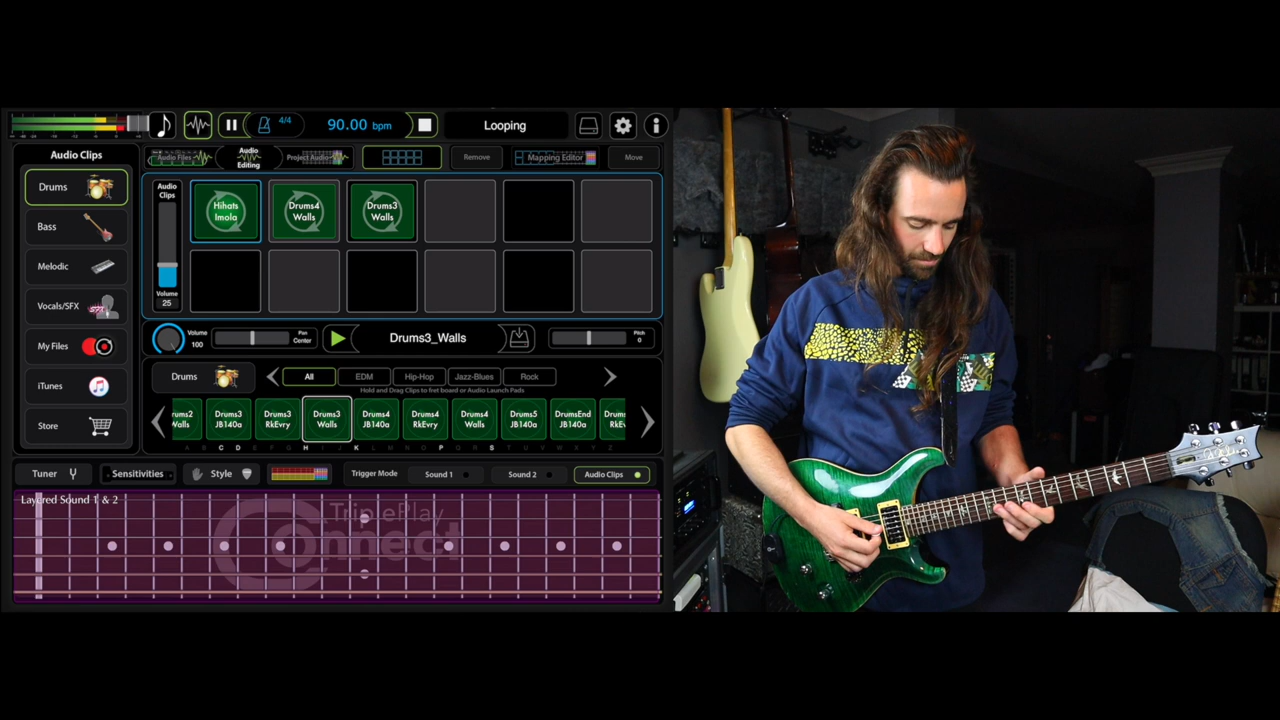 4/4
90.00 bpm
Looping
i
Audio Clips
Drums
Bass
Melodic
Vocals/SFX
My Files
iTunes
Store
Audio Files
Audio
Editing
Project Audio
Remove
Mapping Editor
Move
Audio
Clips
Volume
25
Hihats
Imola
Drums4
Walls
Drums3
Walls
Volume
100
Pan
Center
Drums3_Walls
Pitch
0
Drums
All
EDM
Hip-Hop
Jazz-Blues
Rock
Hold and Drag Clips to fret board or Audio Launch Pads
rums2
Walls
Drums3
JB140a
Drums3
RkEvry
Drums3
Walls
Drums4
JB140a
Drums4
RkEvry
Drums4
Walls
Drums5
JB140a
DrumsEnd
JB140a
Drums
RkEv
C D H K P S
Tuner
Sensitivities
Style
Trigger Mode
Sound 1
Sound 2
Audio Clips
Layered Sound 1 & 2
TriplePlay
Connect